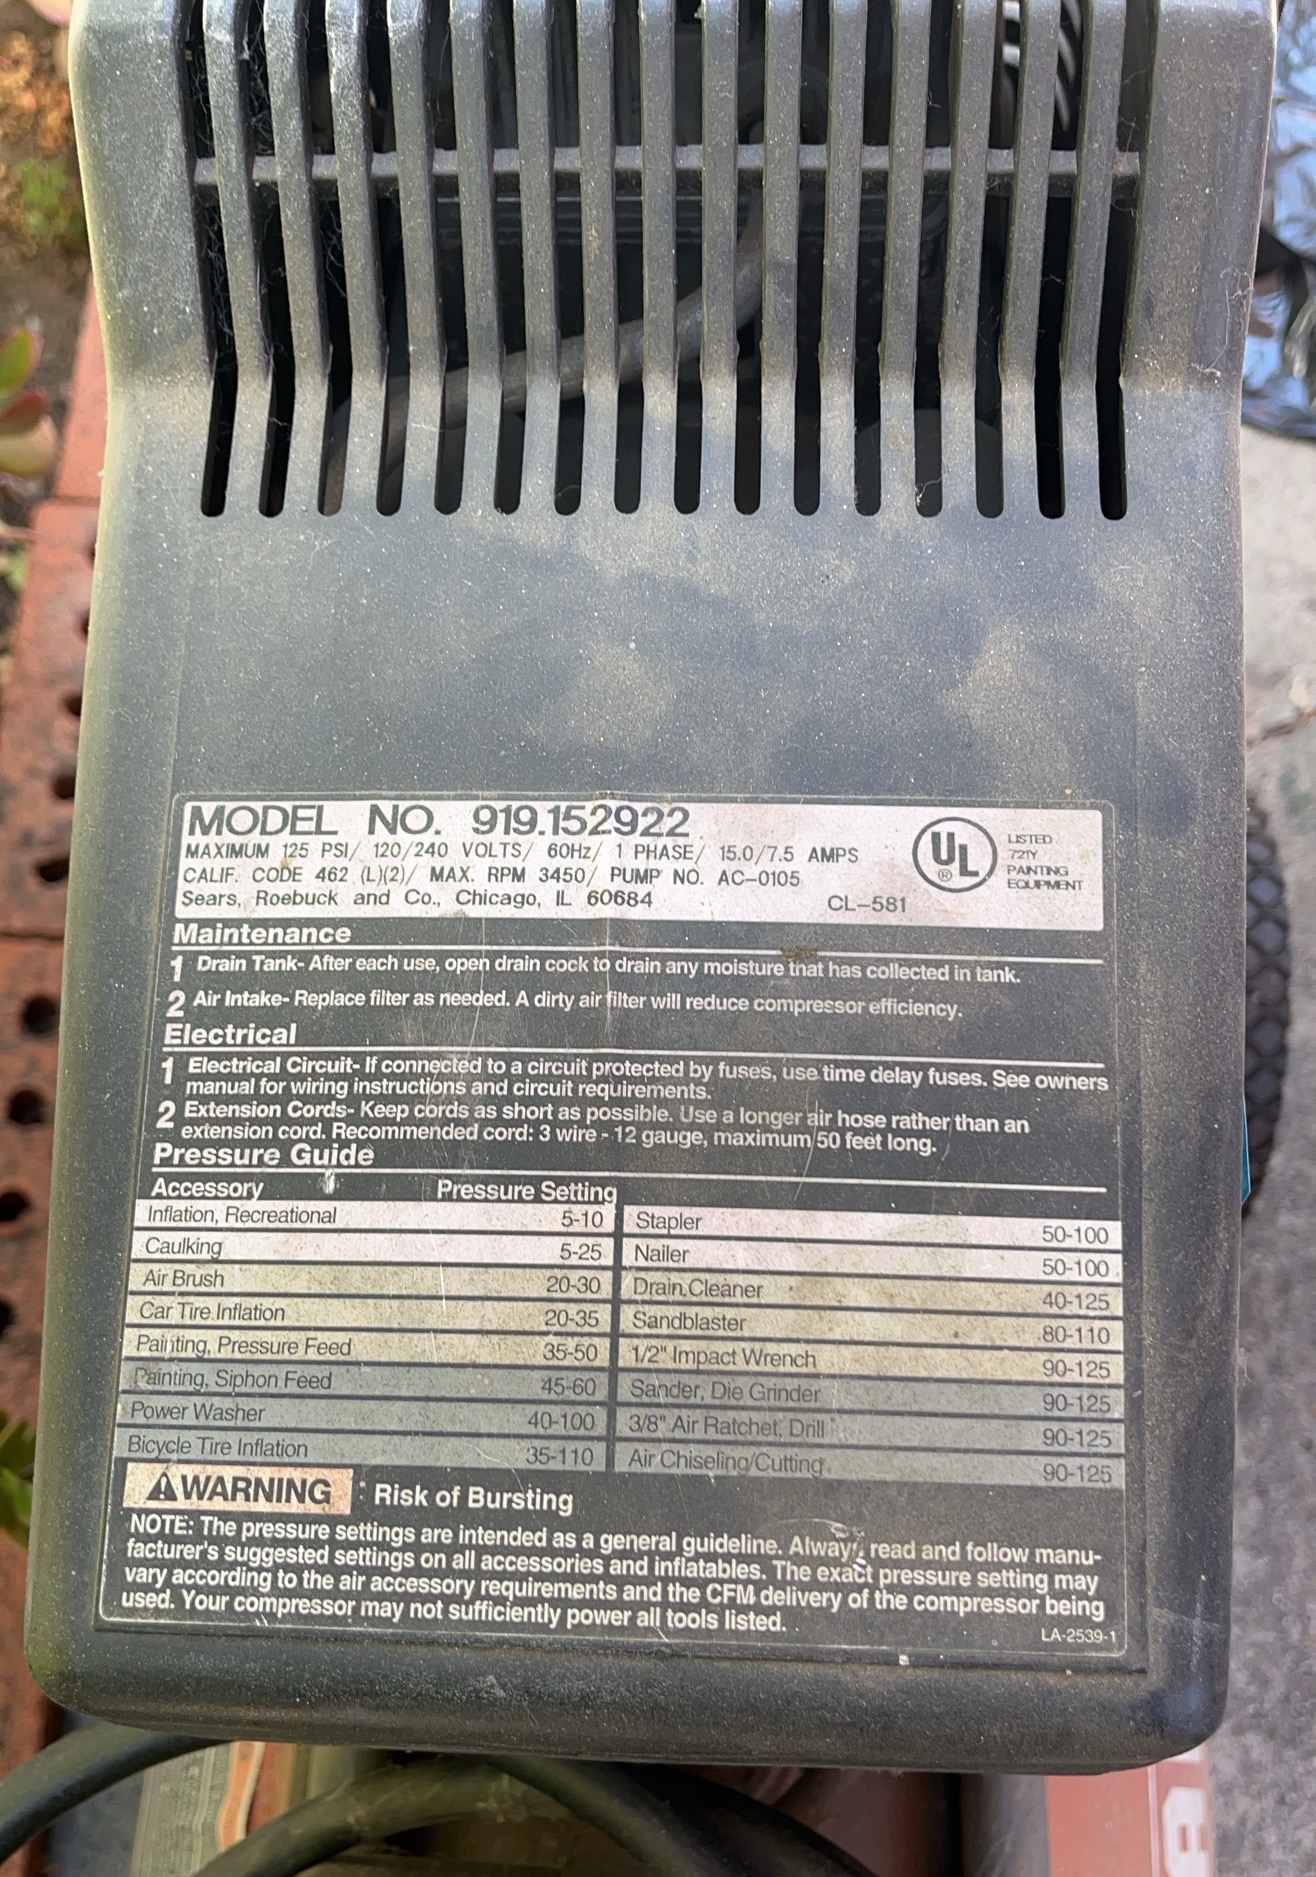 MODEL NO. 919.152922
MAXIMUM 125 PSI/ 120/240 VOLTS/ 60Hz/ 1 PHASE/ 15.0/7.5 AMPS
CALIF. CODE 462 (L)(2)/ MAX. RPM 3450/ PUMP NO. AC-0105
Sears, Roebuck and Co., Chicago, IL 60684 CL-581
UL ®
LISTED
721Y
PAINTING
EQUIPMENT
Maintenance
1 Drain Tank- After each use, open drain cock to drain any moisture that has collected in tank.
2 Air Intake- Replace filter as needed. A dirty air filter will reduce compressor efficiency.
Electrical
1 Electrical Circuit- If connected to a circuit protected by fuses, use time delay fuses. See owners
manual for wiring instructions and circuit requirements.
2 Extension Cords- Keep cords as short as possible. Use a longer air hose rather than an
extension cord. Recommended cord: 3 wire - 12 gauge, maximum 50 feet long.
Pressure Guide
Accessory Pressure Setting
Inflation, Recreational 5-10 Stapler 50-100
Caulking 5-25 Nailer 50-100
Air Brush 20-30 Drain Cleaner 40-125
Car Tire Inflation 20-35 Sandblaster 80-110
Painting, Pressure Feed 35-50 1/2" Impact Wrench 90-125
Painting, Siphon Feed 45-60 Sander, Die Grinder 90-125
Power Washer 40-100 3/8" Air Ratchet, Drill 90-125
Bicycle Tire Inflation 35-110 Air Chiseling/Cutting 90-125
WARNING : Risk of Bursting
NOTE: The pressure settings are intended as a general guideline. Always read and follow manu-
facturer's suggested settings on all accessories and inflatables. The exact pressure setting may
vary according to the air accessory requirements and the CFM delivery of the compressor being
used. Your compressor may not sufficiently power all tools listed.
LA-2539-1